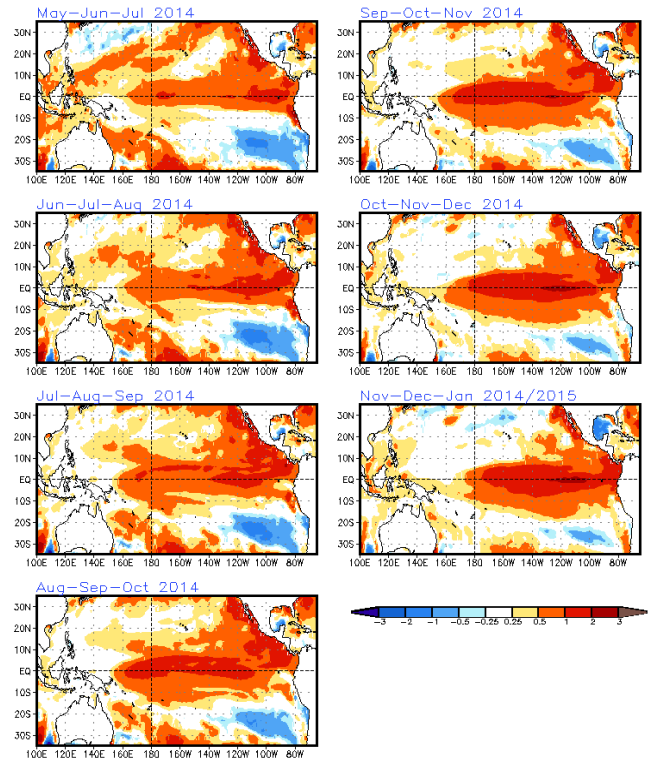 May-Jun-Jul 2014
30N
20N
10N
EQ
10S
20S
30S
100E 120E 140E 160E 180 160W 140W 120W 100W 80W
Jun-Jul-Aug 2014
30N
20N
10N
EQ
10S
20S
30S
100E 120E 140E 160E 180 160W 140W 120W 100W 80W
Jul-Aug-Sep 2014
30N
20N
10N
EQ
10S
20S
30S
100E 120E 140E 160E 180 160W 140W 120W 100W 80W
Aug-Sep-Oct 2014
30N
20N
10N
EQ
10S
20S
30S
100E 120E 140E 160E 180 160W 140W 120W 100W 80W
Sep-Oct-Nov 2014
30N
20N
10N
EQ
10S
20S
30S
100E 120E 140E 160E 180 160W 140W 120W 100W 80W
Oct-Nov-Dec 2014
30N
20N
10N
EQ
10S
20S
30S
100E 120E 140E 160E 180 160W 140W 120W 100W 80W
Nov-Dec-Jan 2014/2015
30N
20N
10N
EQ
10S
20S
30S
100E 120E 140E 160E 180 160W 140W 120W 100W 80W
-3 -2 -1 -0.5 -0.25 0.25 0.5 1 2 3